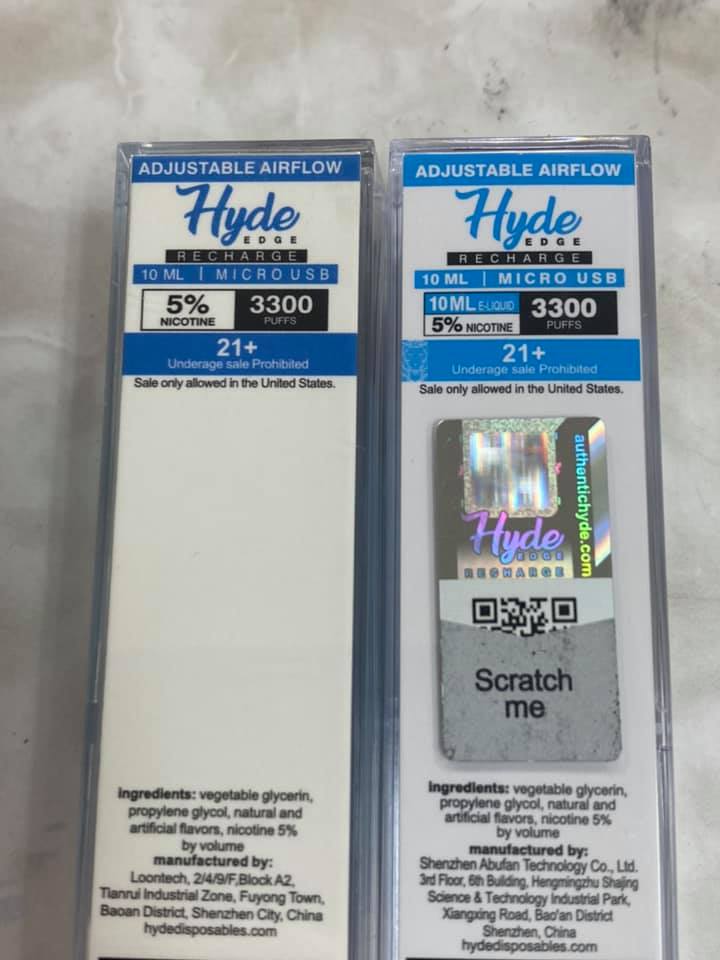 ADJUSTABLE AIRFLOW
Hyde
EDGE
RECHARGE
10 ML | MICRO USB
5%
NICOTINE
3300
PUFFS
21+
Underage sale Prohibited
Sale only allowed in the United States.
ingredients: vegetable glycerin,
propylene glycol, natural and
artificial flavors, nicotine 5%
by volume
manufactured by:
Loontech, 2/4/9/F,Block A2,
Tianrui Industrial Zone, Fuyong Town,
Baoan District, Shenzhen City, China
hydedisposables.com
ADJUSTABLE AIRFLOW
Hyde
EDGE
RECHARGE
10 ML | MICRO USB
10ML E-LIQUID
5% NICOTINE
3300
PUFFS
21+
Underage sale Prohibited
Sale only allowed in the United States.
authentichyde.com
Hyde
EDGE
RECHARGE
Scratch
me
ingredients: vegetable glycerin,
propylene glycol, natural and
artificial flavors, nicotine 5%
by volume
manufactured by:
Shenzhen Abufan Technology Co., Ltd.
3rd Floor, 6th Building, Hengmingzhu Shajing
Science & Technology Industrial Park,
Xiangxing Road, Bao'an District
Shenzhen, China
hydedisposables.com